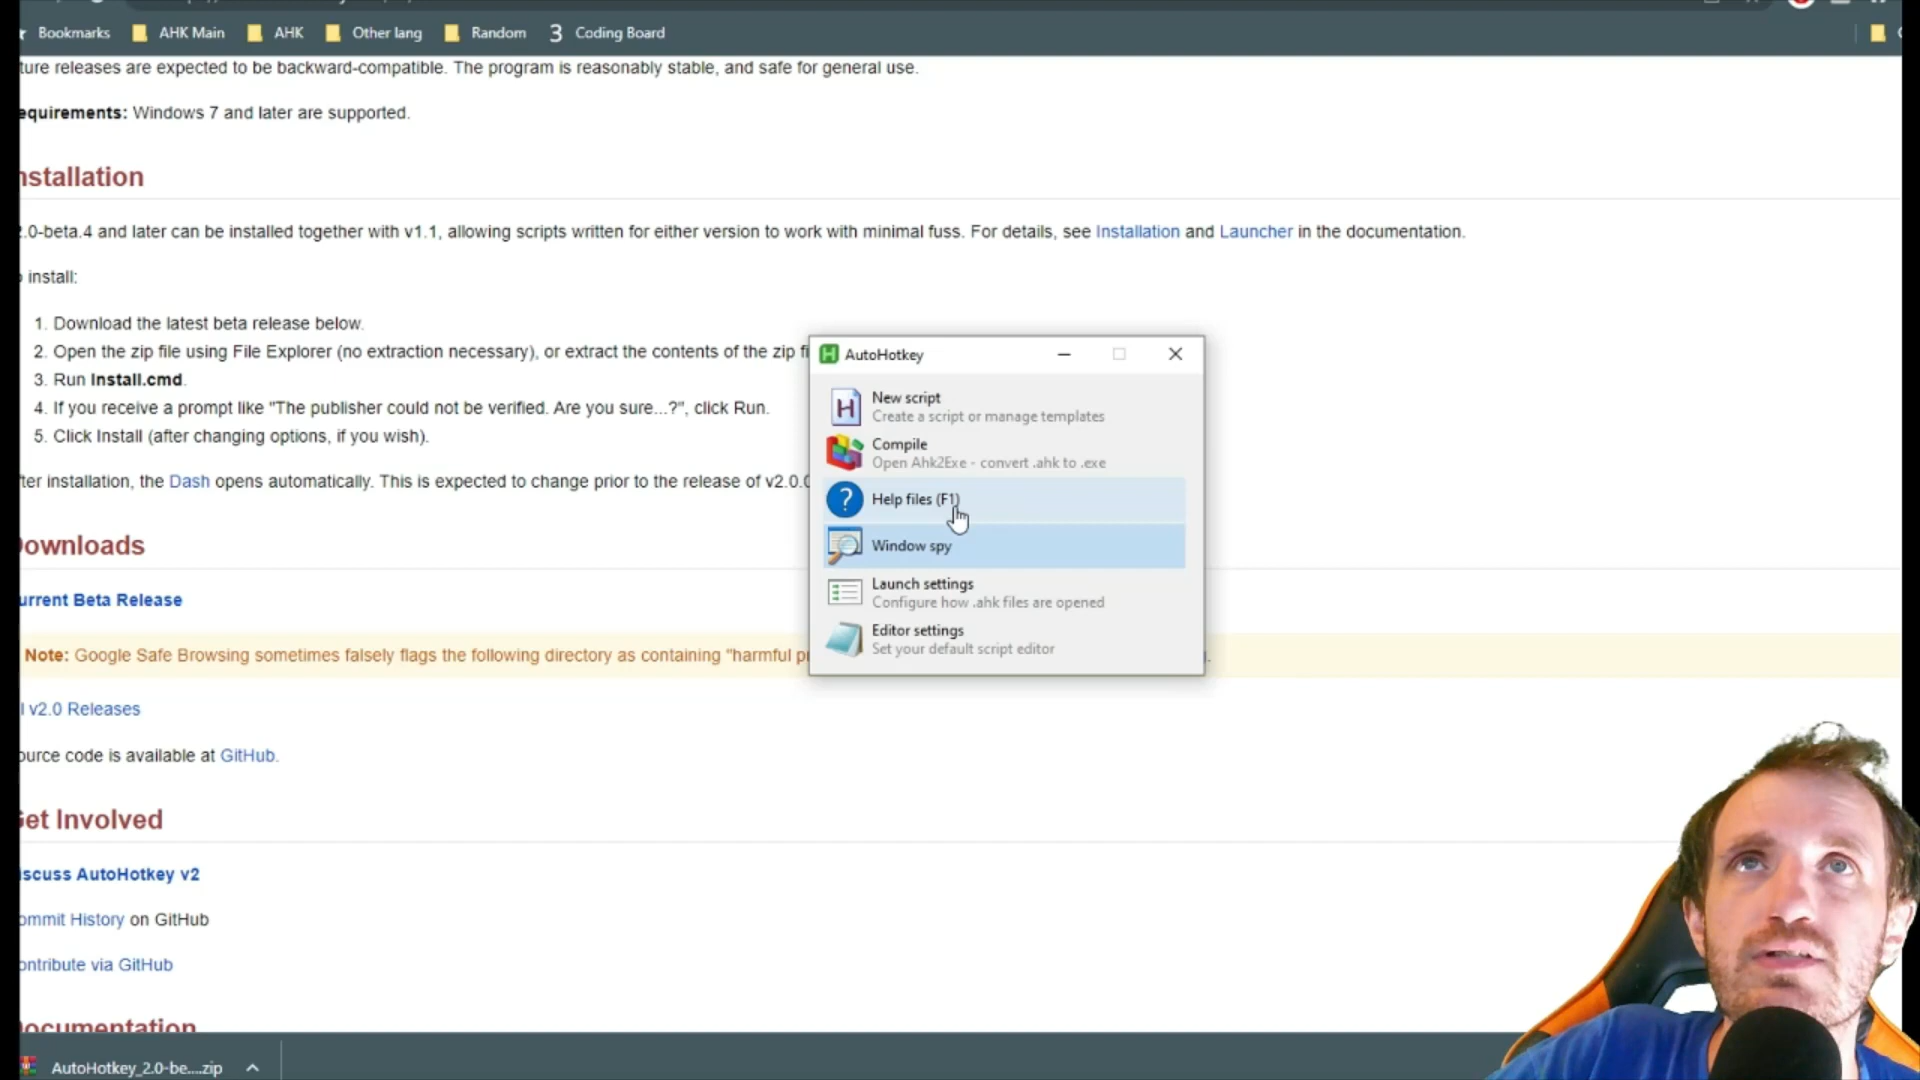 Bookmarks AHK Main AHK Other lang Random 3 Coding Board
ture releases are expected to be backward-compatible. The program is reasonably stable, and safe for general use.
equirements: Windows 7 and later are supported.
nstallation
.0-beta.4 and later can be installed together with v1.1, allowing scripts written for either version to work with minimal fuss. For details, see Installation and Launcher in the documentation.
install:
1. Download the latest beta release below.
2. Open the zip file using File Explorer (no extraction necessary), or extract the contents of the zip fi
3. Run Install.cmd.
4. If you receive a prompt like "The publisher could not be verified. Are you sure...?", click Run.
5. Click Install (after changing options, if you wish).
ter installation, the Dash opens automatically. This is expected to change prior to the release of v2.0.0
ownloads
urrent Beta Release
Note: Google Safe Browsing sometimes falsely flags the following directory as containing "harmful p
l v2.0 Releases
ource code is available at GitHub.
et Involved
iscuss AutoHotkey v2
ommit History on GitHub
ontribute via GitHub
ocumentation
AutoHotkey_2.0-be....zip
AutoHotkey
New script
Create a script or manage templates
Compile
Open Ahk2Exe - convert .ahk to .exe
Help files (F1)
Window spy
Launch settings
Configure how .ahk files are opened
Editor settings
Set your default script editor